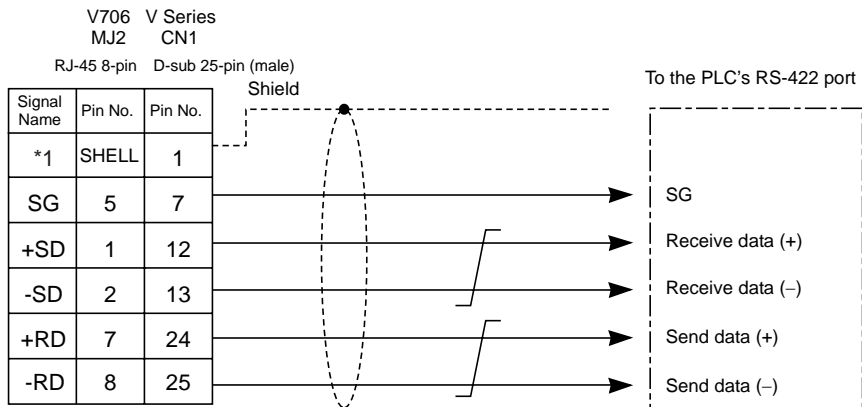 V706 V Series
MJ2 CN1
RJ-45 8-pin D-sub 25-pin (male)
Shield
To the PLC's RS-422 port
Signal Name Pin No. Pin No.
*1 SHELL 1
SG 5 7 SG
+SD 1 12 Receive data (+)
-SD 2 13 Receive data (−)
+RD 7 24 Send data (+)
-RD 8 25 Send data (−)